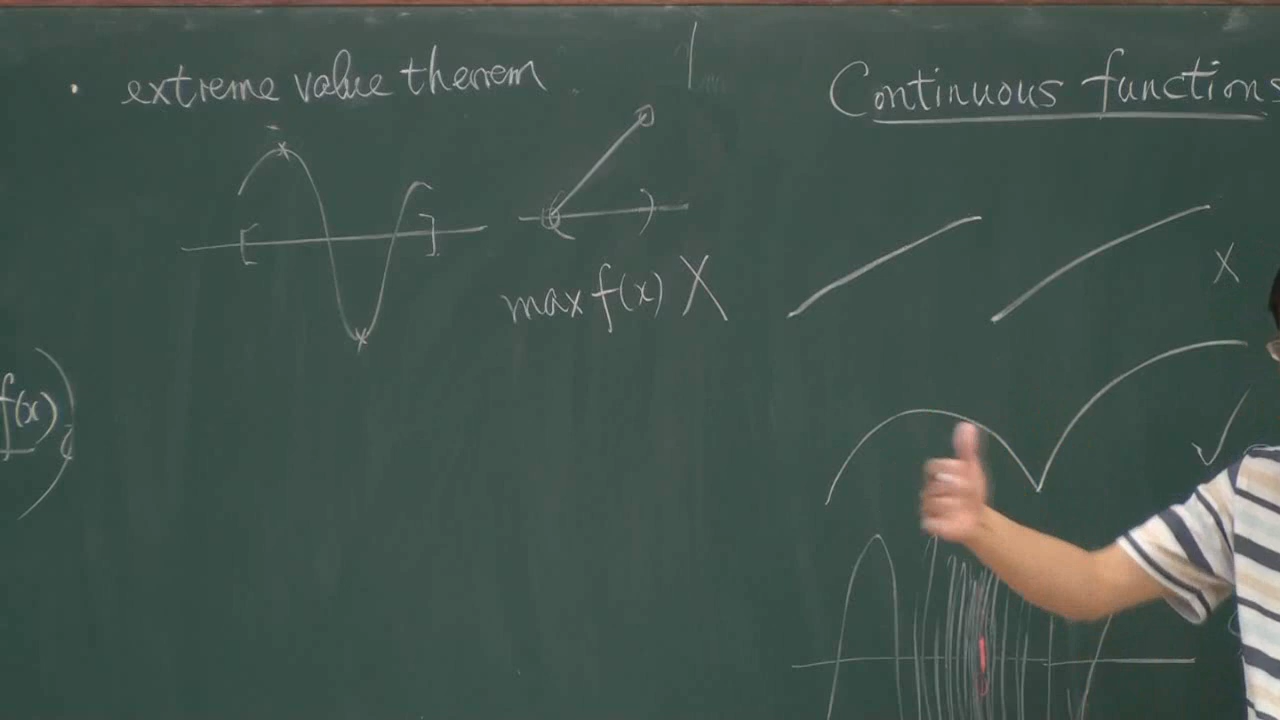 • extreme value theorem
max f(x) X
f(x)
Continuous functions
X
✓